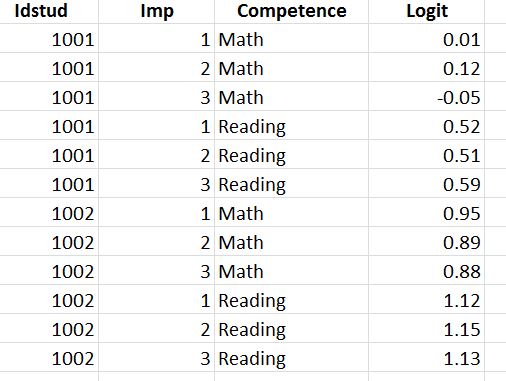 Idstud Imp Competence Logit
1001 1 Math 0.01
1001 2 Math 0.12
1001 3 Math -0.05
1001 1 Reading 0.52
1001 2 Reading 0.51
1001 3 Reading 0.59
1002 1 Math 0.95
1002 2 Math 0.89
1002 3 Math 0.88
1002 1 Reading 1.12
1002 2 Reading 1.15
1002 3 Reading 1.13